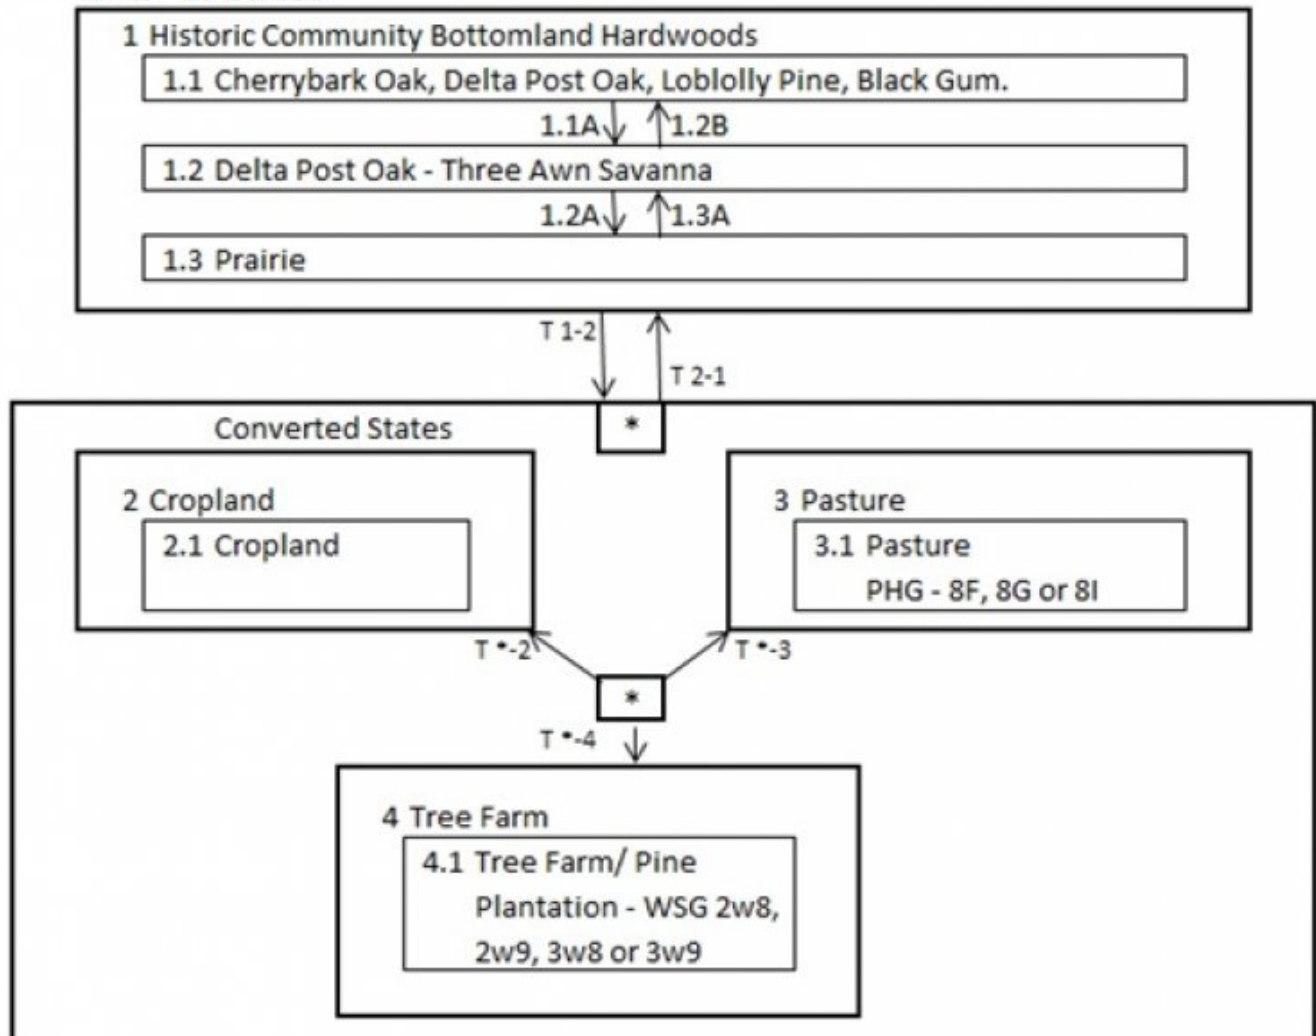 1 Historic Community Bottomland Hardwoods
1.1 Cherrybark Oak, Delta Post Oak, Loblolly Pine, Black Gum.
1.1A 1.2B
1.2 Delta Post Oak - Three Awn Savanna
1.2A 1.3A
1.3 Prairie
T 1-2
T 2-1
Converted States
*
2 Cropland
2.1 Cropland
3 Pasture
3.1 Pasture
PHG - 8F, 8G or 8I
T *-2
T *-3
*
T *-4
4 Tree Farm
4.1 Tree Farm/ Pine
Plantation - WSG 2w8,
2w9, 3w8 or 3w9